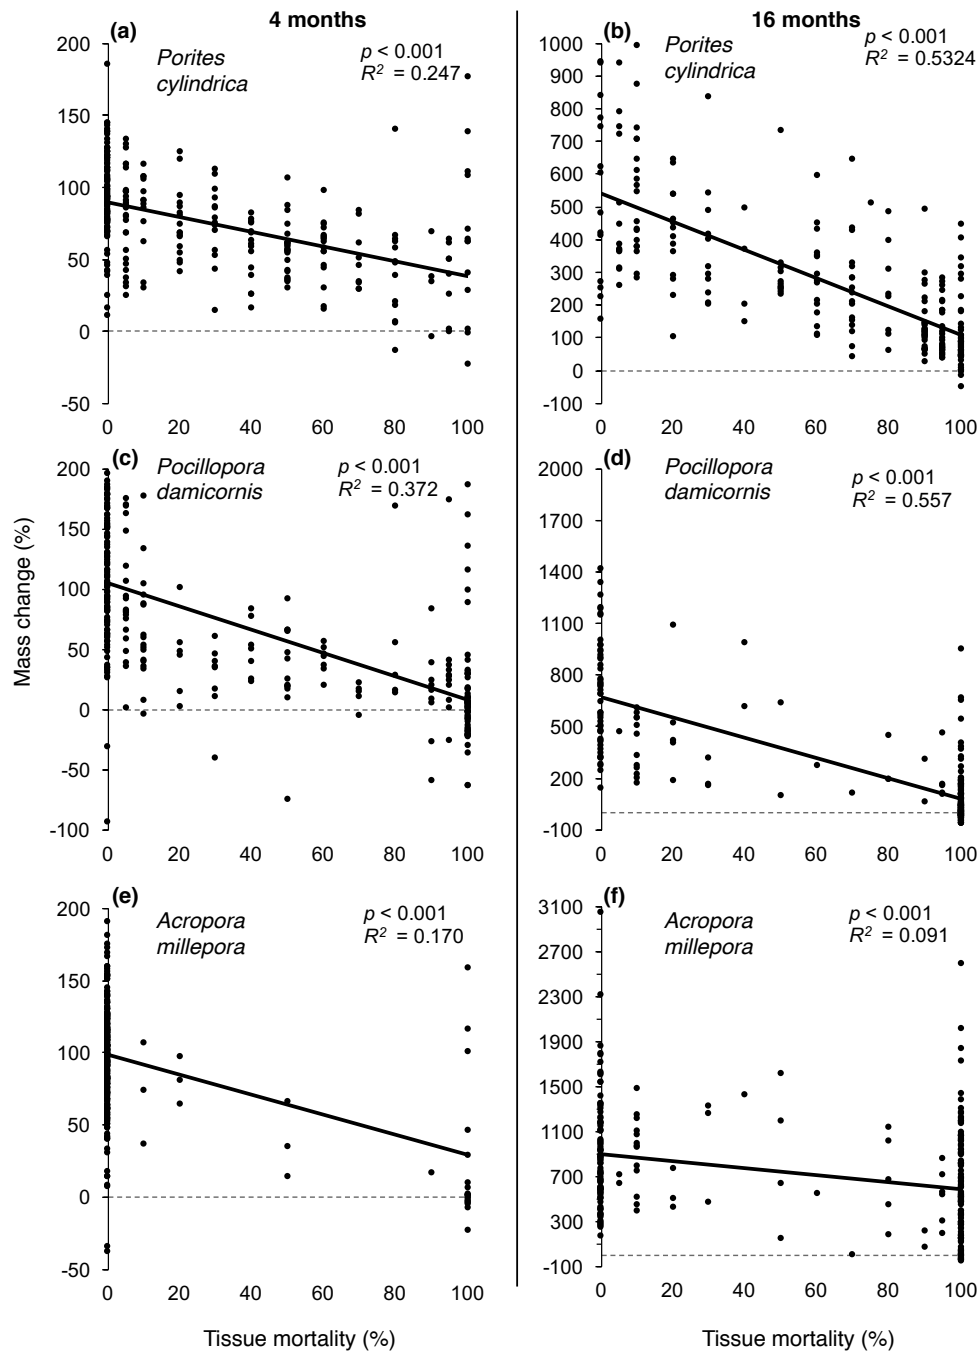 4 months
16 months
(a)
Porites
cylindrica
p < 0.001
R² = 0.247
200
150
100
50
0
-50
0 20 40 60 80 100
(b)
Porites
cylindrica
p < 0.001
R² = 0.5324
1000
900
800
700
600
500
400
300
200
100
0
-100
0 20 40 60 80 100
(c)
Pocillopora
damicornis
p < 0.001
R² = 0.372
200
150
100
50
0
-50
-100
0 20 40 60 80 100
(d)
Pocillopora
damicornis
p < 0.001
R² = 0.557
2000
1700
1400
1100
800
500
200
-100
0 20 40 60 80 100
Mass change (%)
(e)
Acropora
millepora
p < 0.001
R² = 0.170
200
150
100
50
0
-50
0 20 40 60 80 100
Tissue mortality (%)
(f)
Acropora
millepora
p < 0.001
R² = 0.091
3100
2700
2300
1900
1500
1100
700
300
-100
0 20 40 60 80 100
Tissue mortality (%)